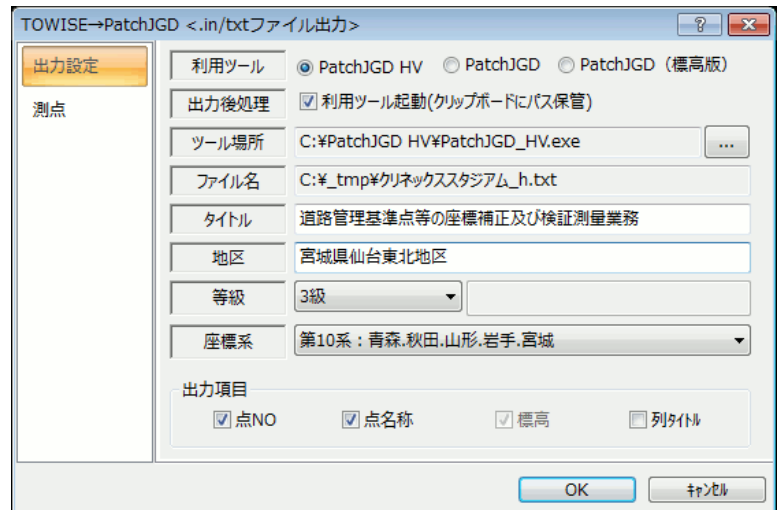 TOWISE→PatchJGD <.in/txtファイル出力>
出力設定
測点
利用ツール PatchJGD HV PatchJGD PatchJGD（標高版）
出力後処理 利用ツール起動(クリップボードにパス保管)
ツール場所 C:¥PatchJGD HV¥PatchJGD_HV.exe ...
ファイル名 C:¥_tmp¥クリネックススタジアム_h.txt
タイトル 道路管理基準点等の座標補正及び検証測量業務
地区 宮城県仙台東北地区
等級 3級
座標系 第10系：青森.秋田.山形.岩手.宮城
出力項目
点NO 点名称 標高 列タイトル
OK キャンセル